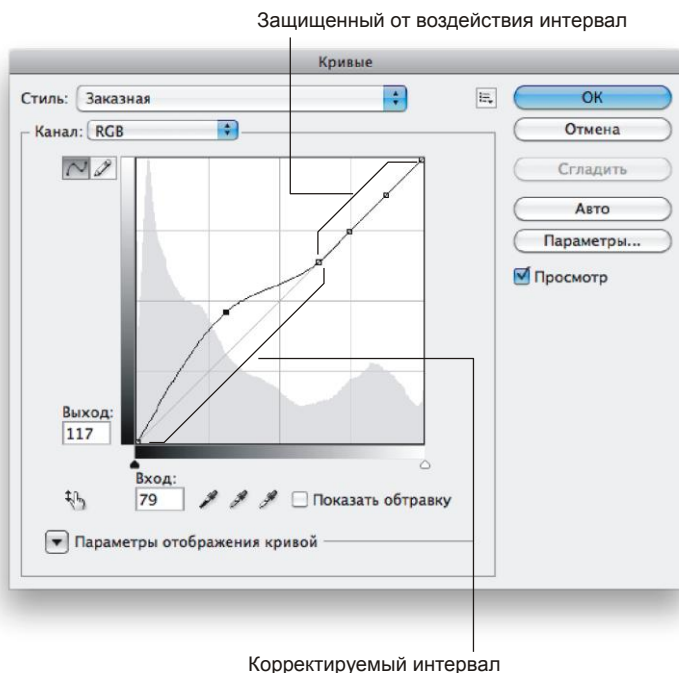 Защищенный от воздействия интервал
Кривые
Стиль: Заказная
ОК
Канал: RGB
Отмена
Сгладить
Авто
Параметры...
Просмотр
Выход:
117
Вход:
79
Показать обтравку
Параметры отображения кривой
Корректируемый интервал